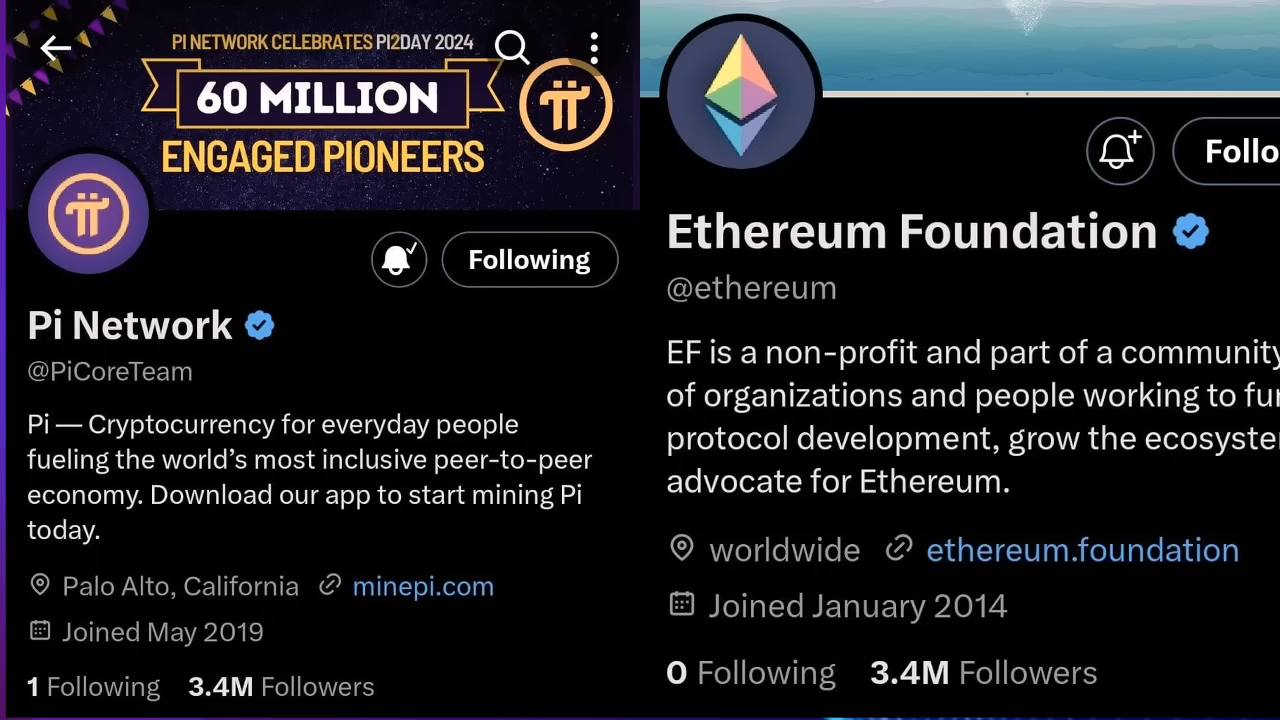 PI NETWORK CELEBRATES PI2DAY 2024
60 MILLION
ENGAGED PIONEERS
Following
Pi Network
@PiCoreTeam
Pi — Cryptocurrency for everyday people
fueling the world’s most inclusive peer-to-peer
economy. Download our app to start mining Pi
today.
Palo Alto, California minepi.com
Joined May 2019
1 Following 3.4M Followers
Follo
Ethereum Foundation
@ethereum
EF is a non-profit and part of a community
of organizations and people working to fu
protocol development, grow the ecosyste
advocate for Ethereum.
worldwide ethereum.foundation
Joined January 2014
0 Following 3.4M Followers